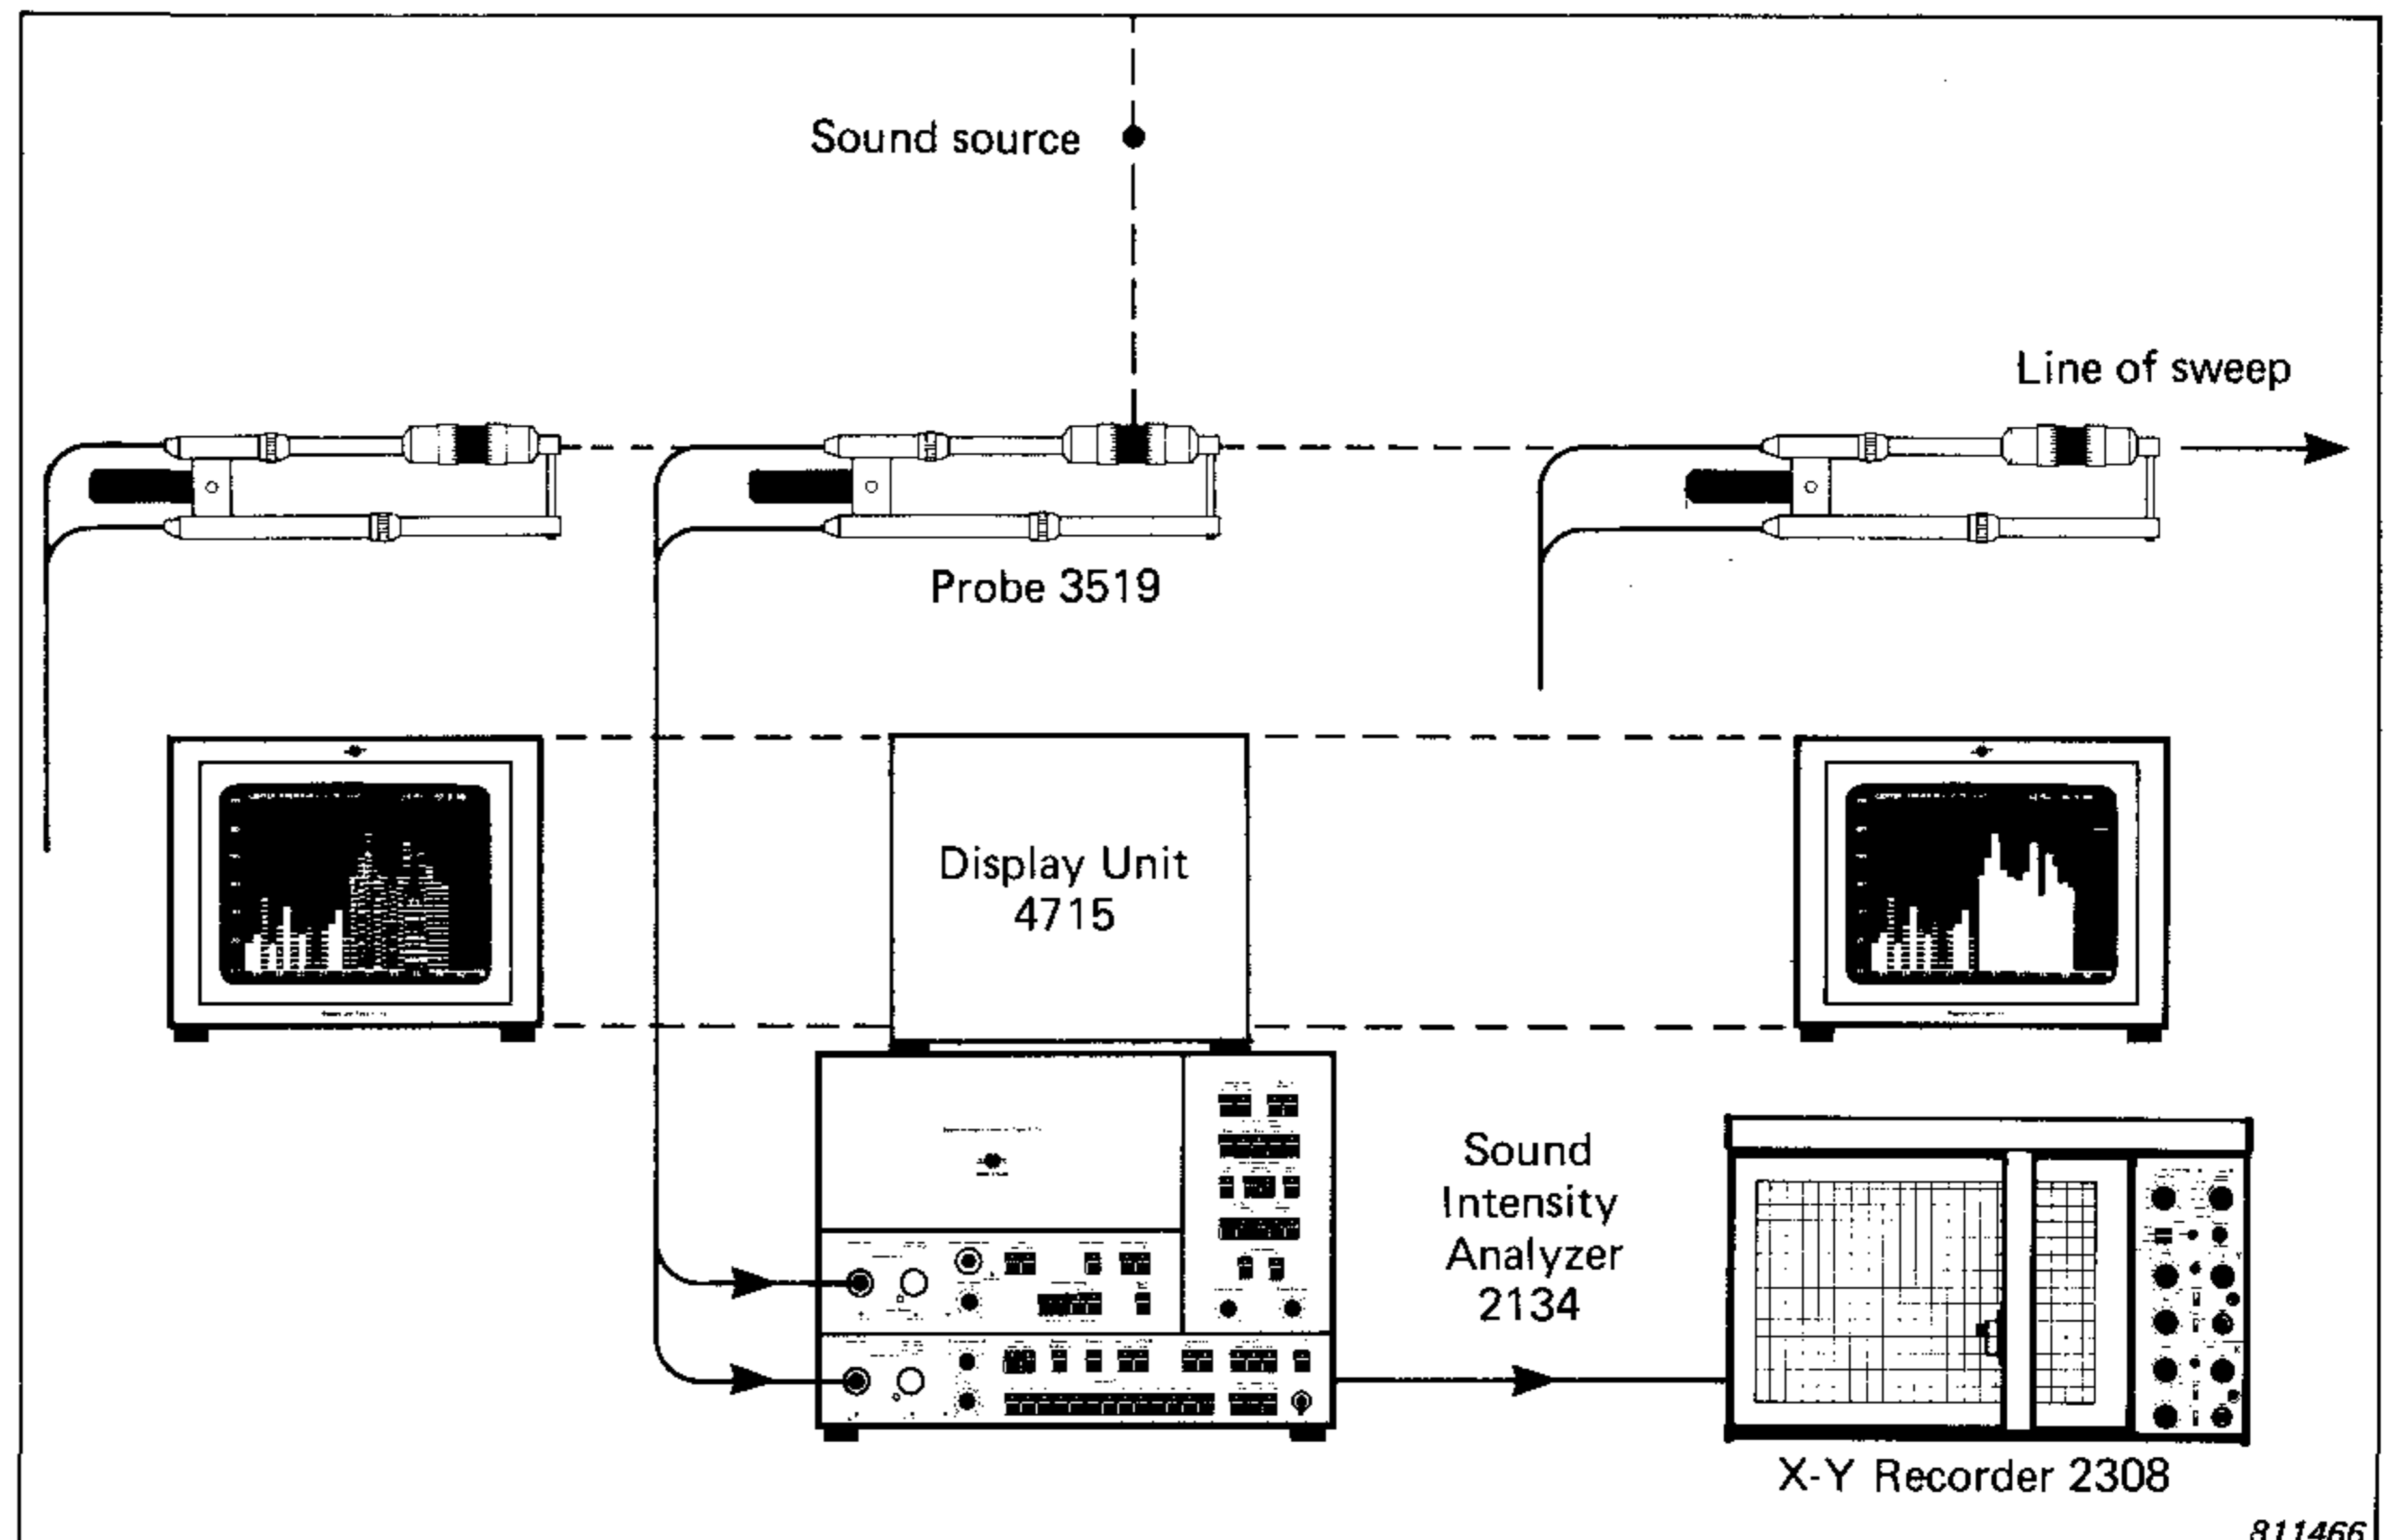 Sound source
Line of sweep
Probe 3519
Display Unit
4715
Sound
Intensity
Analyzer
2134
X-Y Recorder 2308
811466